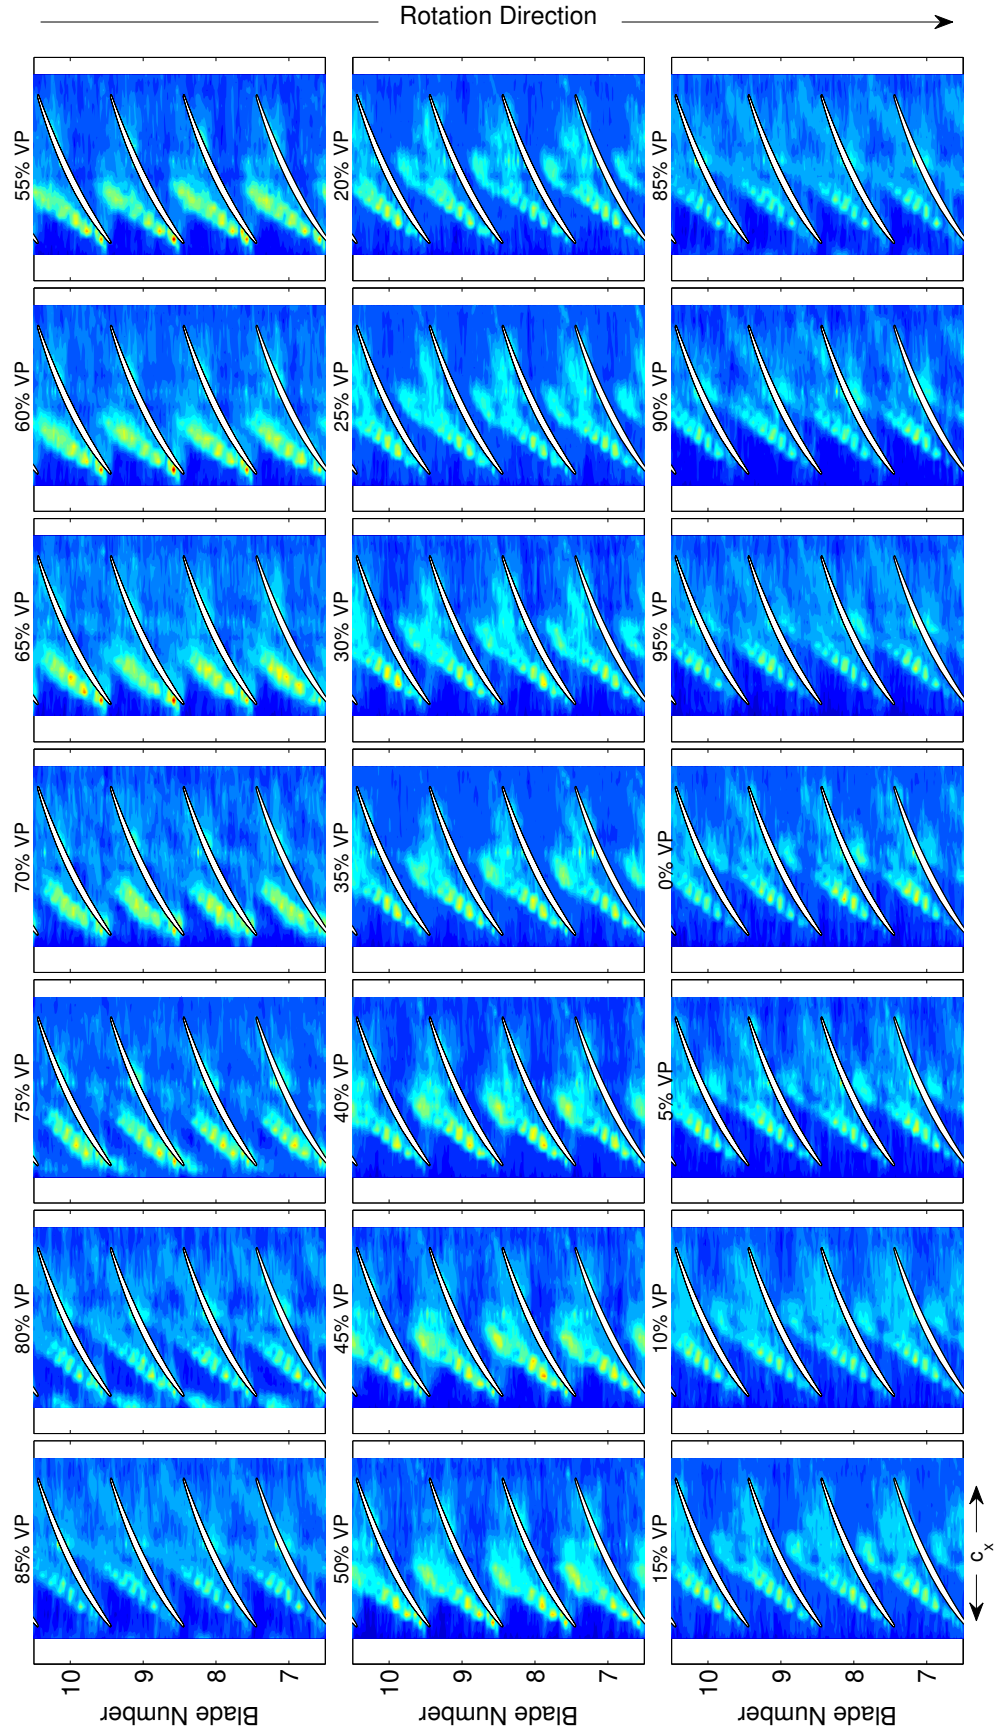 85% VP 80% VP 75% VP 70% VP 65% VP 60% VP 55% VP
Blade Number
10
9
8
7
50% VP 45% VP 40% VP 35% VP 30% VP 25% VP 20% VP
Blade Number
10
9
8
7
15% VP 10% VP 5% VP 0% VP 95% VP 90% VP 85% VP
Blade Number
10
9
8
7
c_x
Rotation Direction